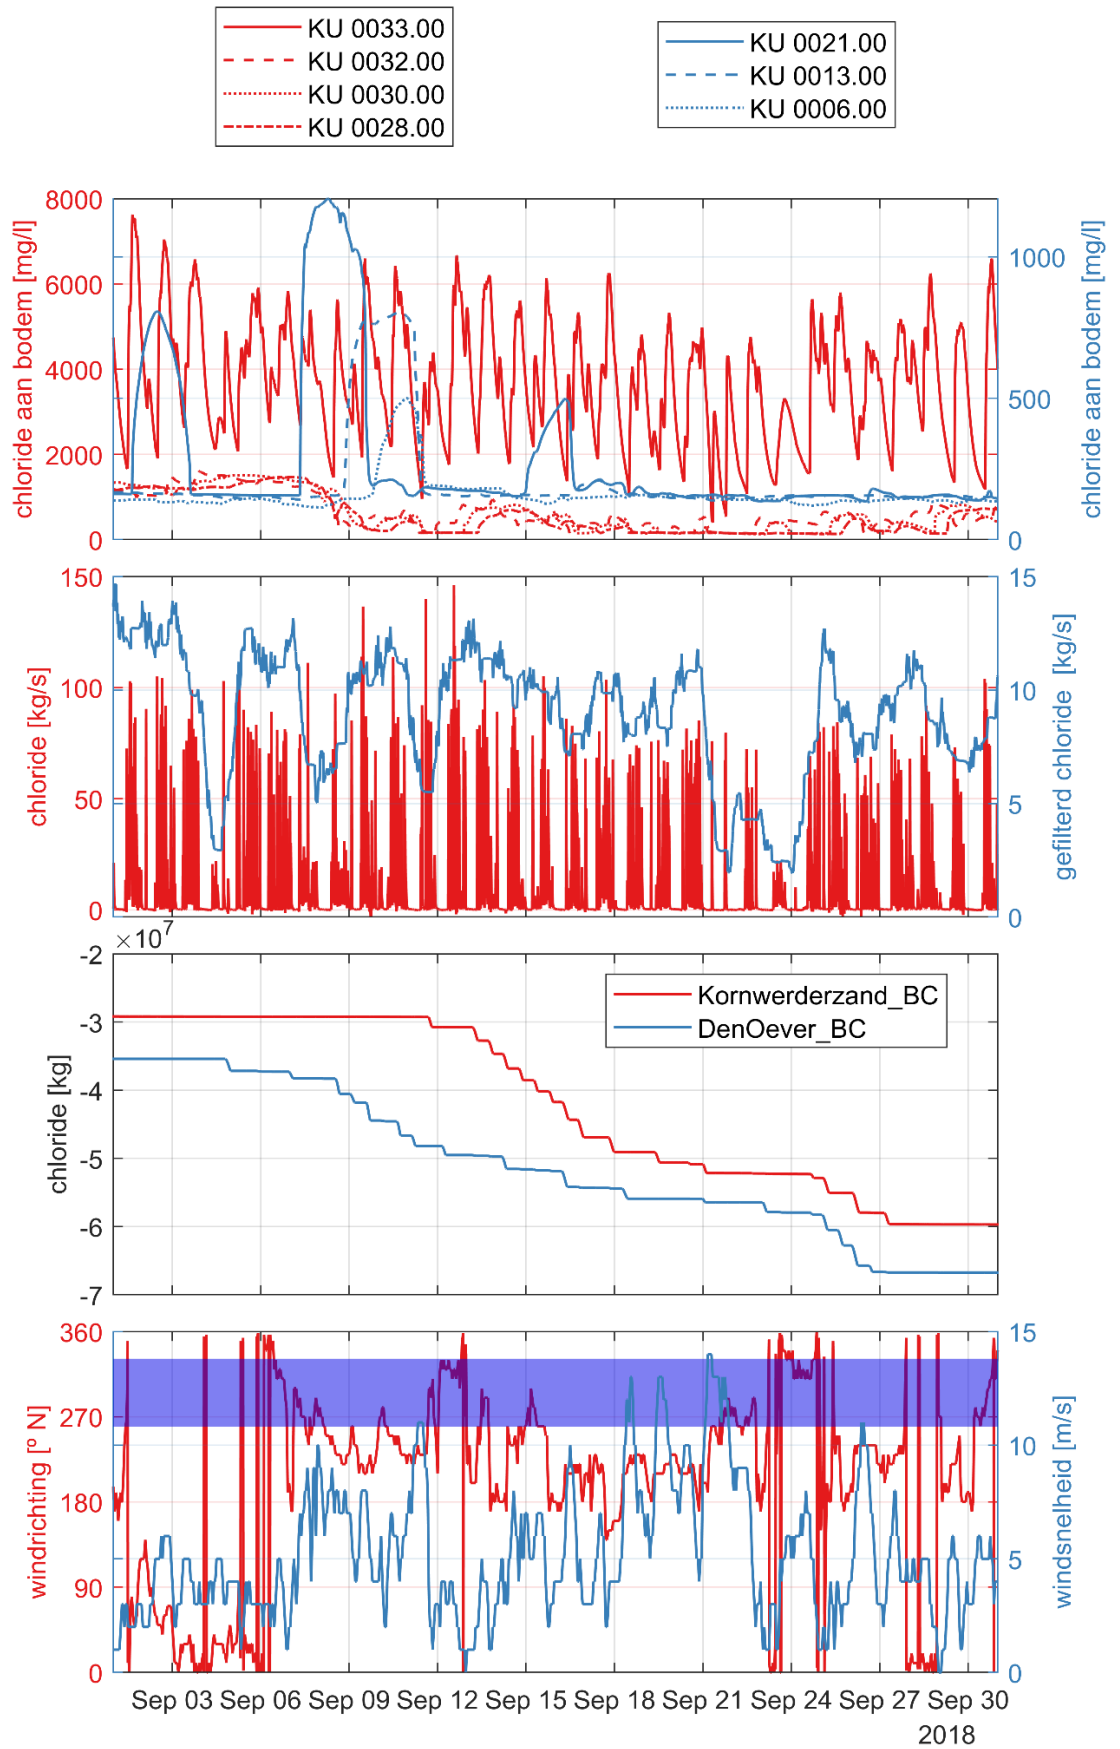 KU 0033.00
KU 0032.00
KU 0030.00
KU 0028.00
KU 0021.00
KU 0013.00
KU 0006.00
8000
6000
4000
2000
0
chloride aan bodem [mg/l]
1000
500
0
chloride aan bodem [mg/l]
150
100
50
0
chloride [kg/s]
15
10
5
0
gefilterd chloride [kg/s]
×10⁷
-2
-3
-4
-5
-6
-7
chloride [kg]
Kornwerderzand_BC
DenOever_BC
360
270
180
90
0
windrichting [º N]
15
10
5
0
windsnelheid [m/s]
Sep 03 Sep 06 Sep 09 Sep 12 Sep 15 Sep 18 Sep 21 Sep 24 Sep 27 Sep 30
2018